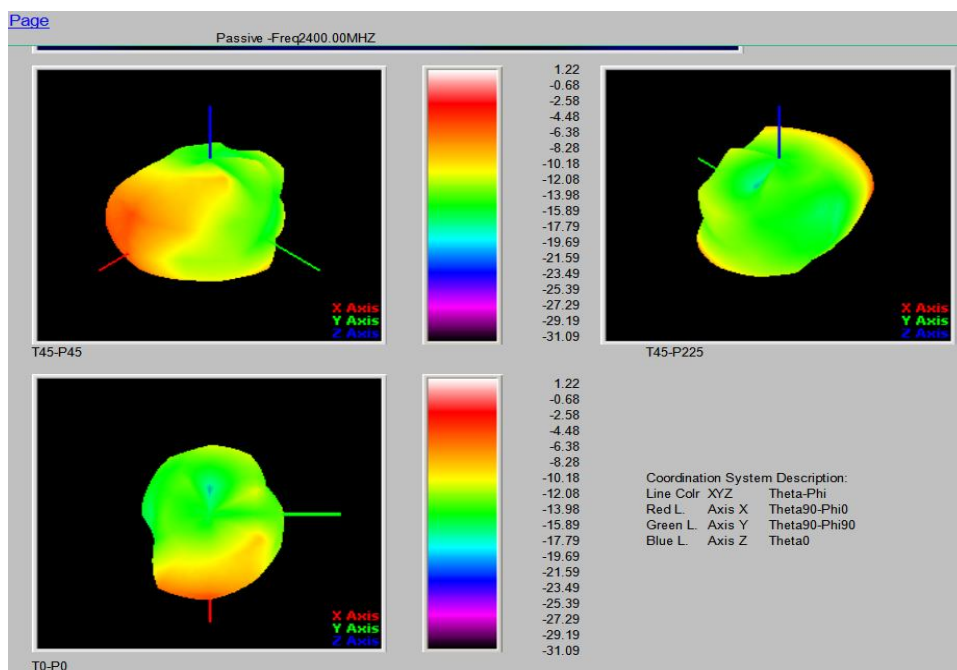 Page
Passive -Freq2400.00MHZ
1.22
-0.68
-2.58
-4.48
-6.38
-8.28
-10.18
-12.08
-13.98
-15.89
-17.79
-19.69
-21.59
-23.49
-25.39
-27.29
-29.19
-31.09
X Axis
Y Axis
Z Axis
X Axis
Y Axis
Z Axis
T45-P45
T45-P225
1.22
-0.68
-2.58
-4.48
-6.38
-8.28
-10.18
-12.08
-13.98
-15.89
-17.79
-19.69
-21.59
-23.49
-25.39
-27.29
-29.19
-31.09
Coordination System Description:
Line Colr XYZ Theta-Phi
Red L. Axis X Theta90-Phi0
Green L. Axis Y Theta90-Phi90
Blue L. Axis Z Theta0
X Axis
Y Axis
Z Axis
T0-P0